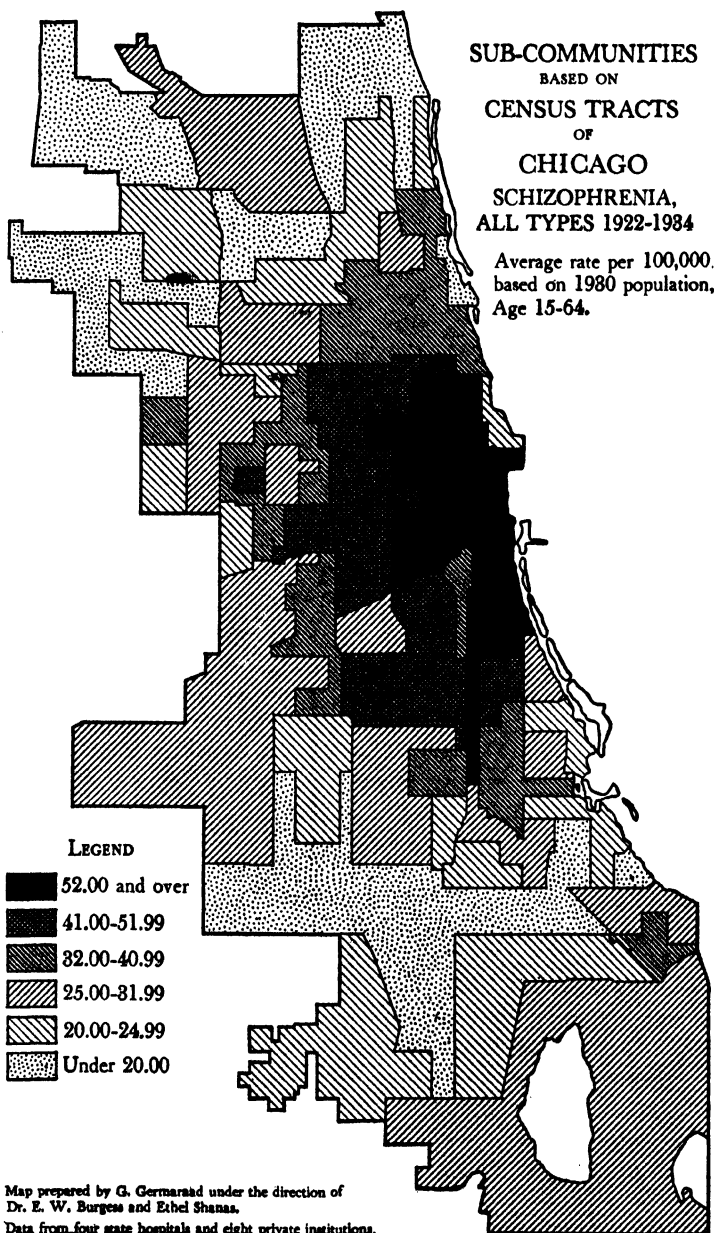 SUB-COMMUNITIES
BASED ON
CENSUS TRACTS
OF
CHICAGO
SCHIZOPHRENIA,
ALL TYPES 1922-1984
Average rate per 100,000.
based on 1980 population,
Age 15-64.
LEGEND
52.00 and over
41.00-51.99
82.00-40.99
25.00-81.99
20.00-24.99
Under 20.00
Map prepared by G. Germaraad under the direction of
Dr. E. W. Burgess and Ethel Shanas.
Data from four state hospitals and eight private institutions.